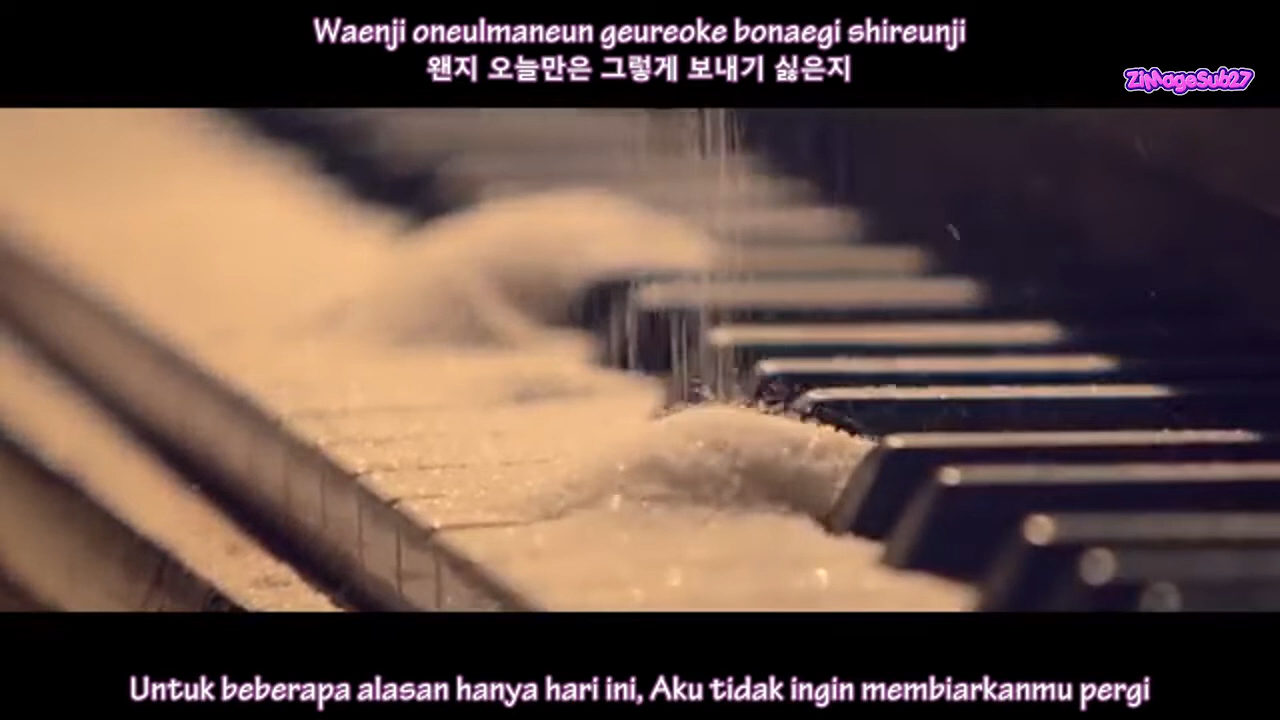 Waenji oneulmaneun geureoke bonaegi shireunji
왠지 오늘만은 그렇게 보내기 싫은지
ZiMageSub27
Untuk beberapa alasan hanya hari ini, Aku tidak ingin membiarkanmu pergi